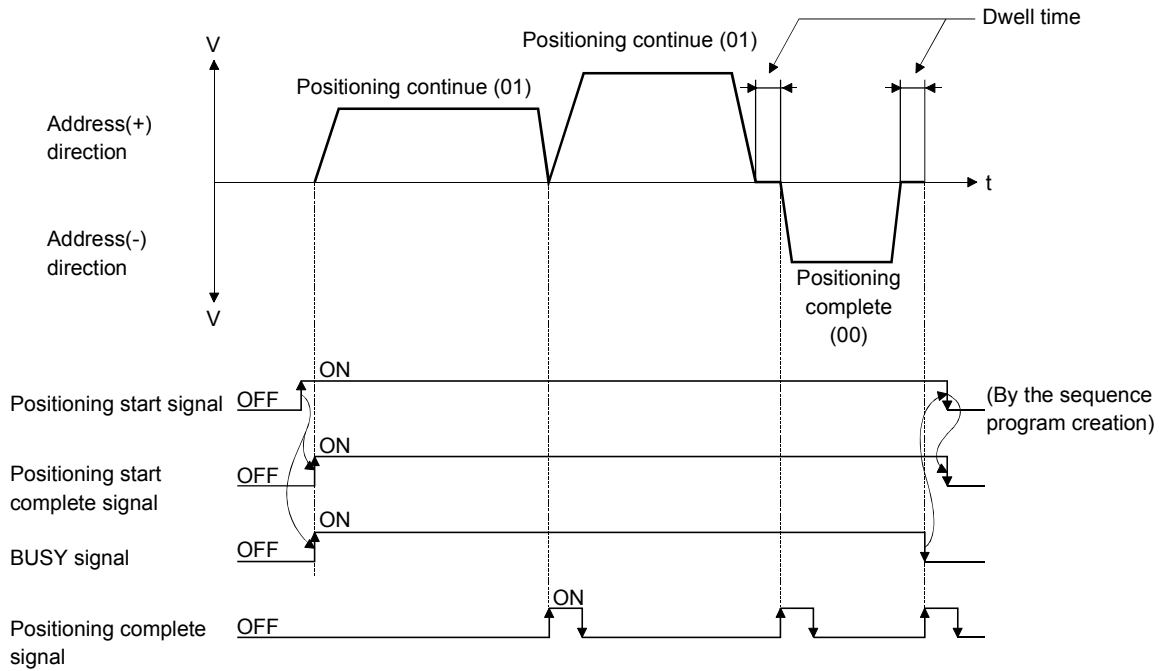 Dwell time
V
Positioning continue (01)
Positioning continue (01)
Address(+)
direction
t
Address(-)
direction
Positioning
complete
(00)
V
ON
Positioning start signal
OFF
(By the sequence
program creation)
ON
Positioning start
complete signal
OFF
ON
BUSY signal
OFF
ON
Positioning complete
signal
OFF